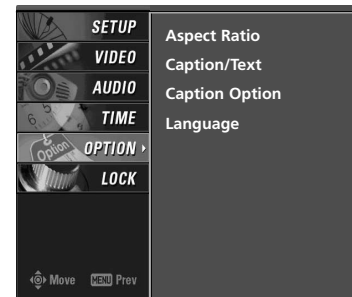 SETUP
VIDEO
AUDIO
TIME
OPTION
LOCK
Move MENU Prev
Aspect Ratio
Caption/Text
Caption Option
Language